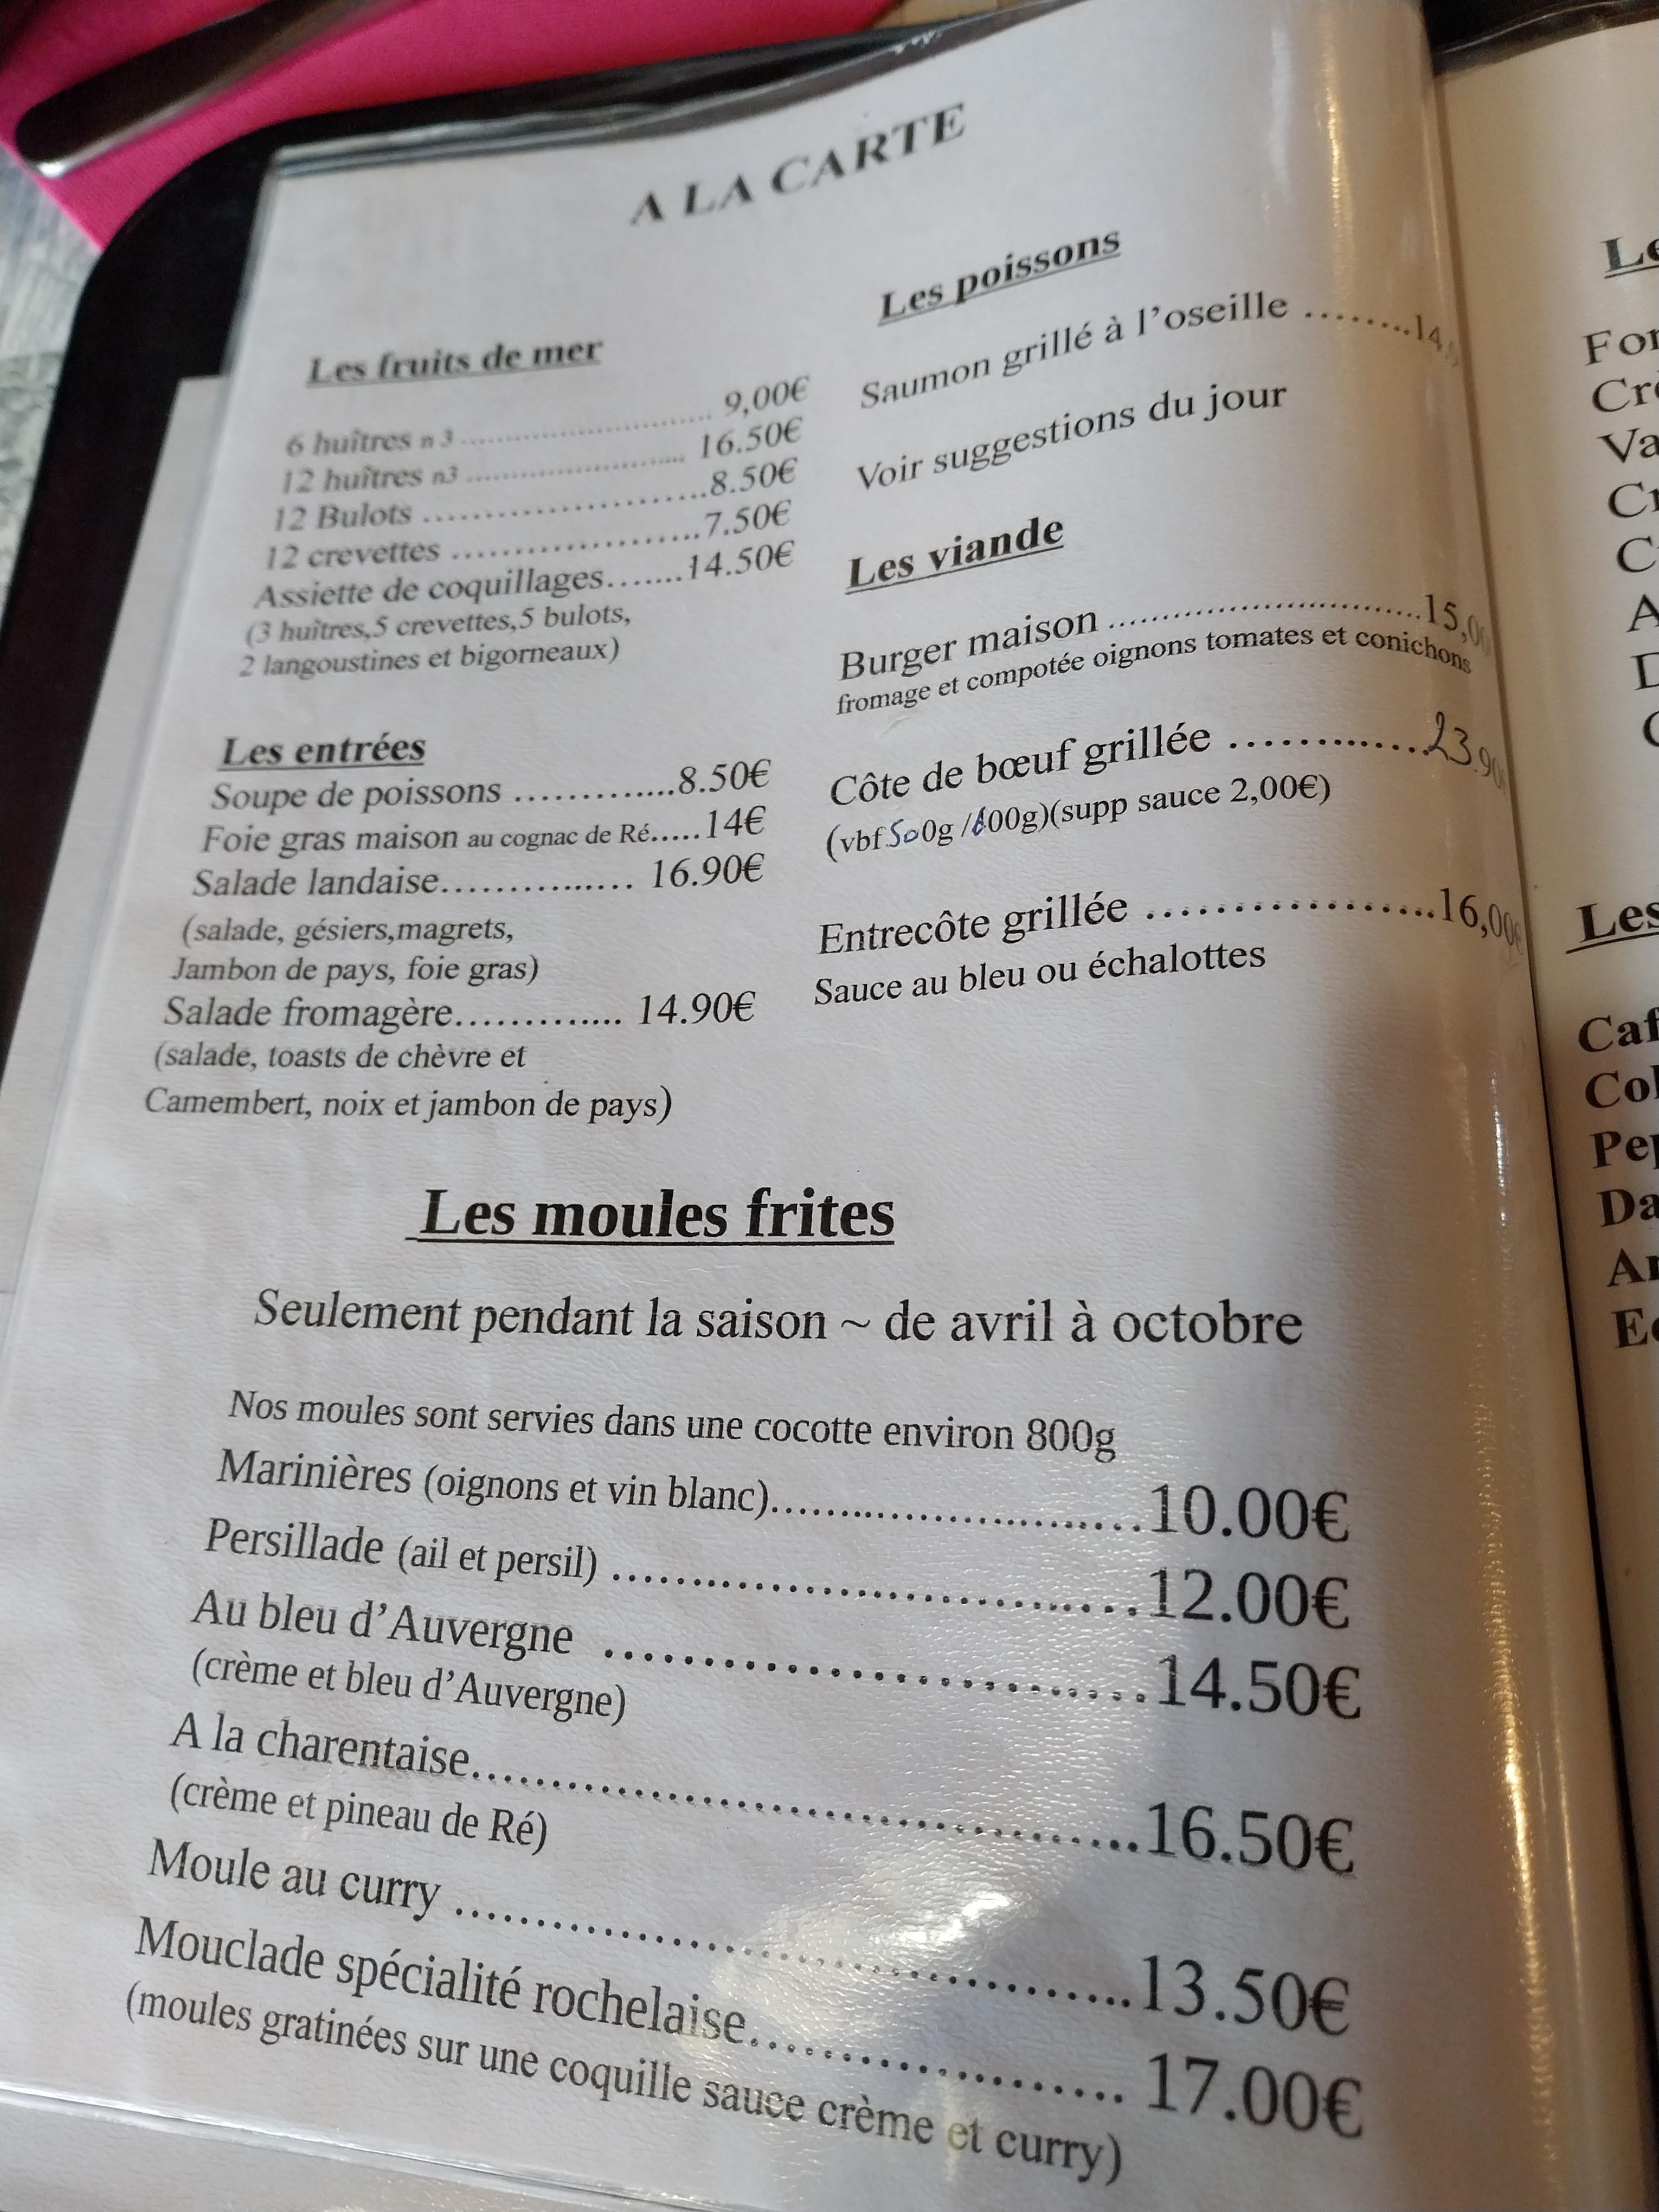 A LA CARTE
Les fruits de mer
6 huîtres n 3 ........................... 9,00€
12 huîtres n3 ........................ 16.50€
12 Bulots ........................8.50€
12 crevettes .....................7.50€
Assiette de coquillages.......14.50€
(3 huîtres,5 crevettes,5 bulots,
2 langoustines et bigorneaux)
Les entrées
Soupe de poissons .............8.50€
Foie gras maison au cognac de Ré.....14€
Salade landaise................ 16.90€
(salade, gésiers,magrets,
Jambon de pays, foie gras)
Salade fromagère.............. 14.90€
(salade, toasts de chèvre et
Camembert, noix et jambon de pays)
Les poissons
Saumon grillé à l’oseille ........14
Voir suggestions du jour
Les viande
Burger maison ..............................15,00
fromage et compotée oignons tomates et conichons
Côte de bœuf grillée ..............23.90
(vbf 500g /600g)(supp sauce 2,00€)
Entrecôte grillée ...................16,00€
Sauce au bleu ou échalottes
Les moules frites
Seulement pendant la saison ~ de avril à octobre
Nos moules sont servies dans une cocotte environ 800g
Marinières (oignons et vin blanc)...........................10.00€
Persillade (ail et persil) ....................................12.00€
Au bleu d’Auvergne ............................14.50€
(crème et bleu d’Auvergne)
A la charentaise...........................................16.50€
(crème et pineau de Ré)
Moule au curry ...........................................13.50€
Mouclade spécialité rochelaise....................... 17.00€
(moules gratinées sur une coquille sauce crème et curry)